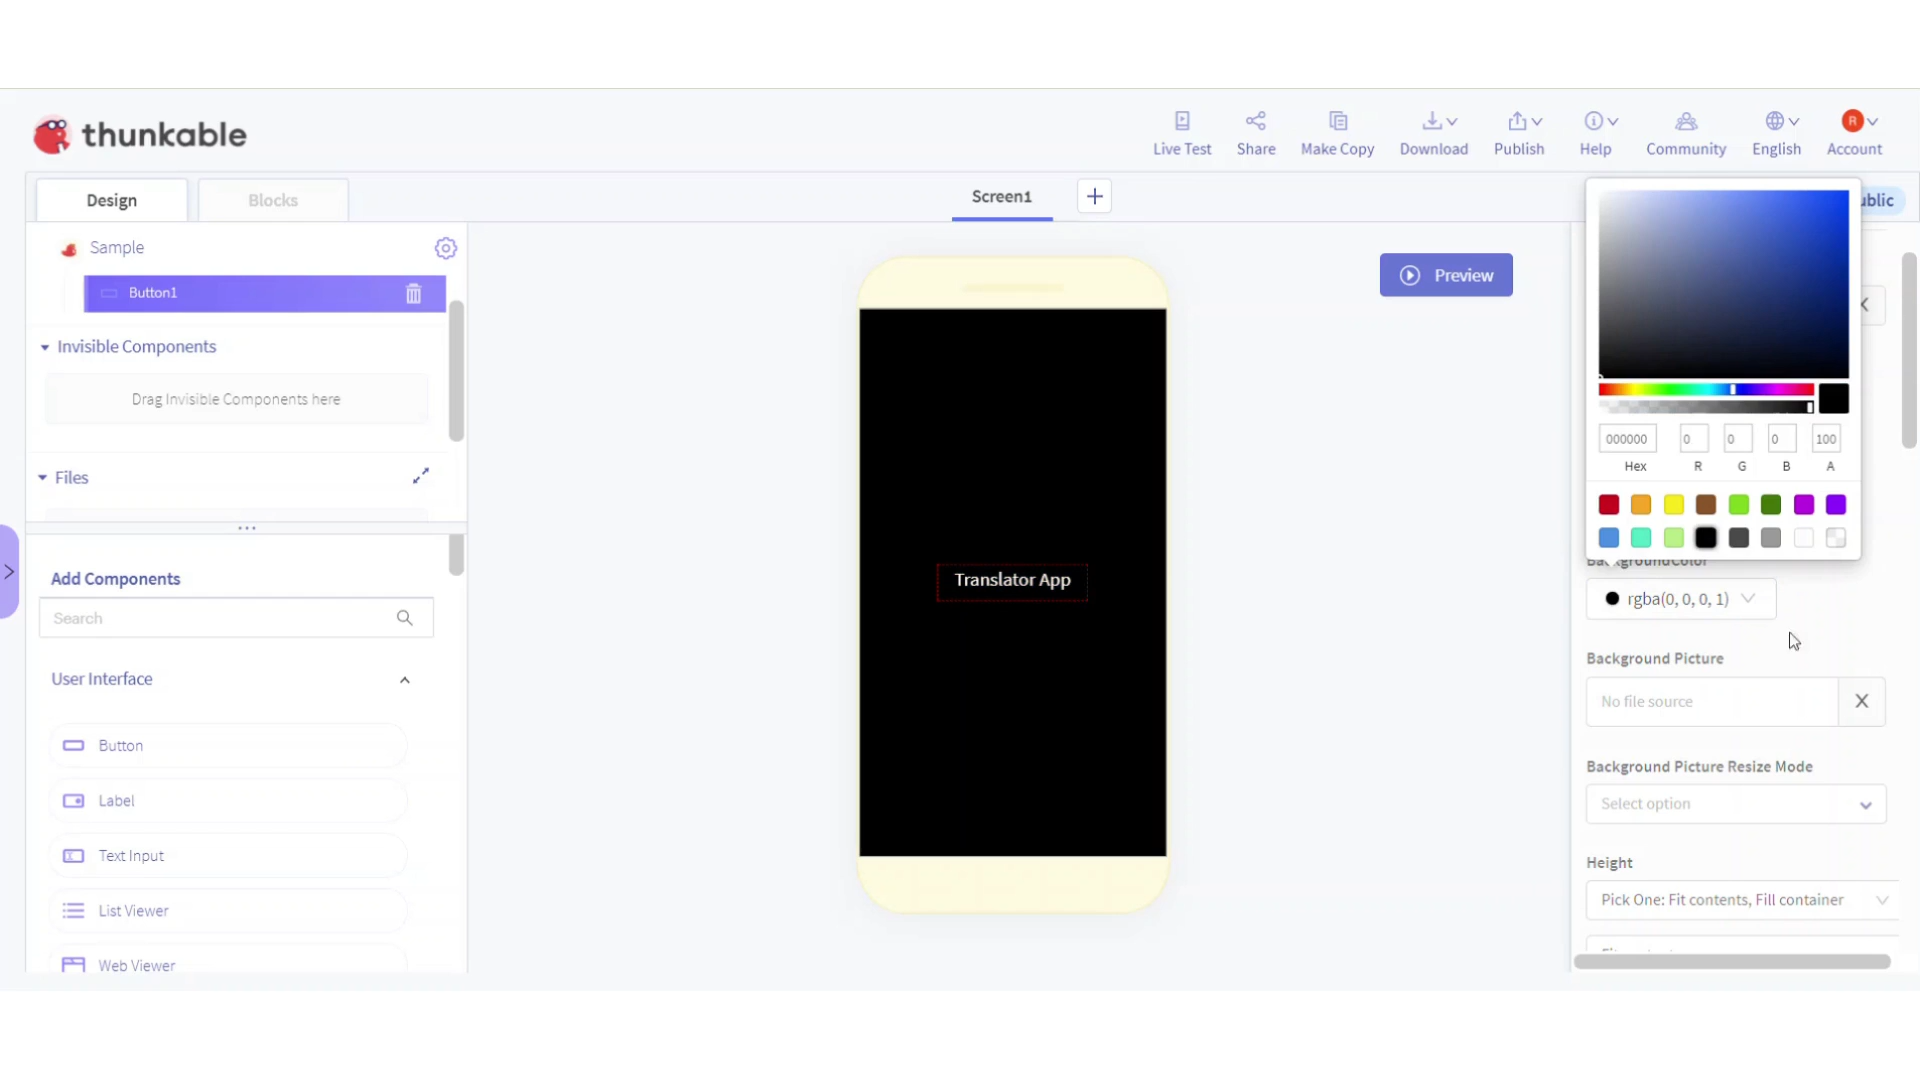 thunkable
Live Test
Share
Make Copy
Download
Publish
Help
Community
English
R
Account
Design
Blocks
Screen1
ublic
Sample
Button1
Preview
Invisible Components
Drag Invisible Components here
Files
000000
0
0
0
100
Hex
R
G
B
A
Add Components
Search
Translator App
rgba(0, 0, 0, 1)
Background Picture
No file source
User Interface
Button
Label
Text Input
List Viewer
Web Viewer
Background Picture Resize Mode
Select option
Height
Pick One: Fit contents, Fill container